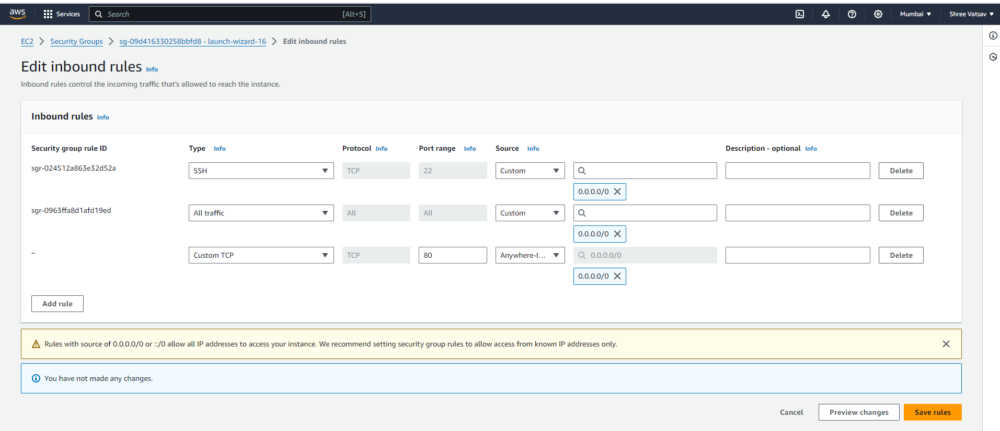 aws Services Search [Alt+S] Mumbai Shree Vatsav
EC2 Security Groups sg-09d416330258bbfd8 - launch-wizard-16 Edit inbound rules
Edit inbound rules Info
Inbound rules control the incoming traffic that's allowed to reach the instance.
Inbound rules Info
Security group rule ID Type Info Protocol Info Port range Info Source Info Description - optional Info
sgr-024512a863e32d52a SSH TCP 22 Custom Delete
0.0.0.0/0
sgr-0963ffa8d1afd19ed All traffic All All Custom Delete
0.0.0.0/0
– Custom TCP TCP 80 Anywhere-I... 0.0.0.0/0 Delete
0.0.0.0/0
Add rule
Rules with source of 0.0.0.0/0 or ::/0 allow all IP addresses to access your instance. We recommend setting security group rules to allow access from known IP addresses only.
You have not made any changes.
Cancel Preview changes Save rules